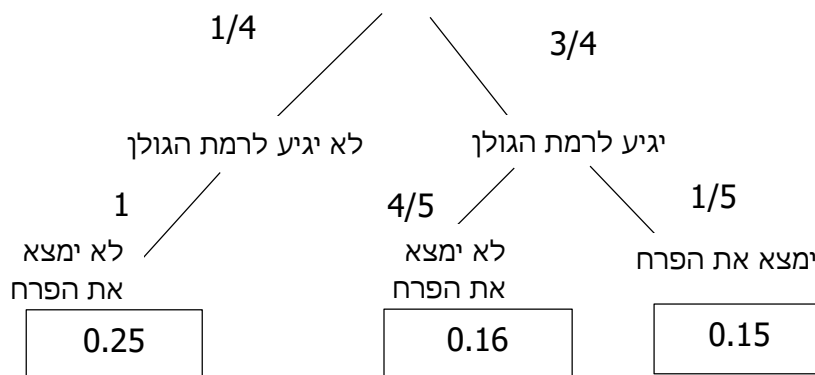 1/4
3/4
לא יגיע לרמת הגולן
יגיע לרמת הגולן
1
4/5
1/5
לא ימצא
את הפרח
לא ימצא
את הפרח
ימצא את הפרח
0.25
0.16
0.15